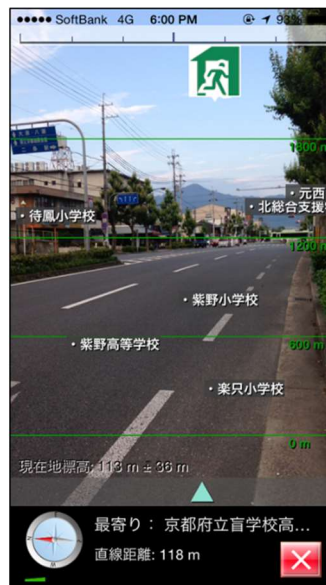 SoftBank 4G 6:00 PM
1800 m
・元西
・待鳳小学校
・北総合支援学
1200 m
・紫野小学校
・紫野高等学校
600 m
・楽只小学校
0 m
現在地標高: 113 m ± 36 m
最寄り： 京都府立盲学校高...
直線距離: 118 m